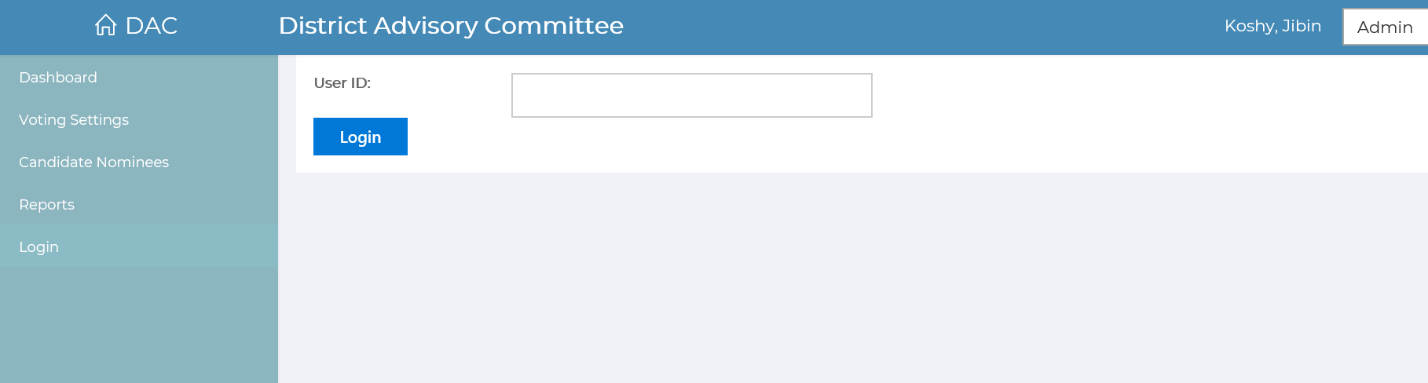 DAC
District Advisory Committee
Koshy, Jibin
Admin
Dashboard
Voting Settings
Candidate Nominees
Reports
Login
User ID:
Login